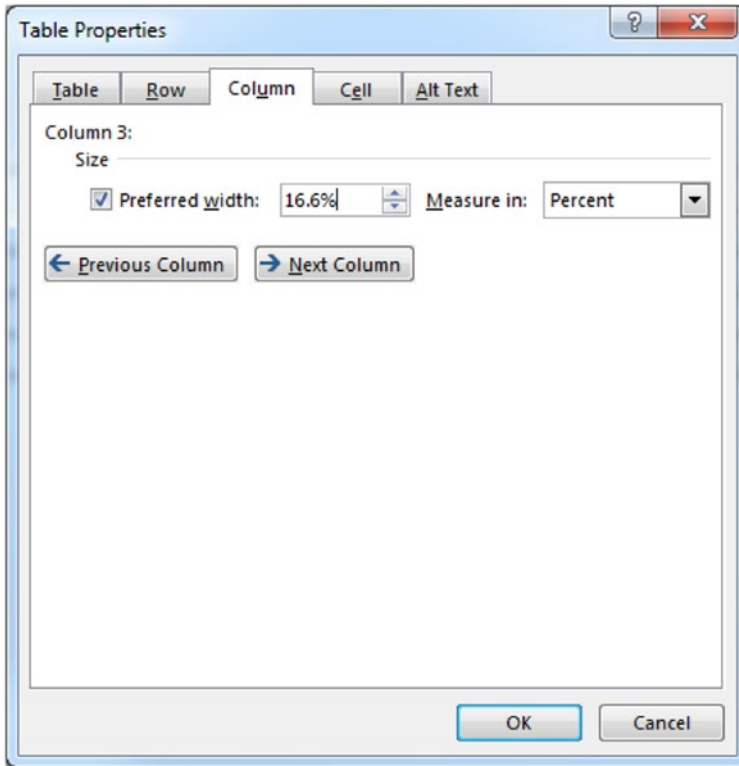 Table Properties
?
X
Table Row Column Cell Alt Text
Column 3:
Size
Preferred width: 16.6% Measure in: Percent
Previous Column Next Column
OK Cancel